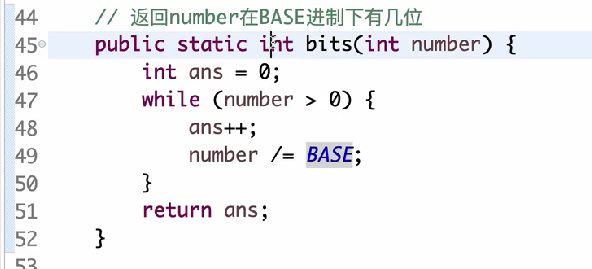 44 // 返回number在BASE进制下有几位
45 public static int bits(int number) {
46 int ans = 0;
47 while (number > 0) {
48 ans++;
49 number /= BASE;
50 }
51 return ans;
52 }
53